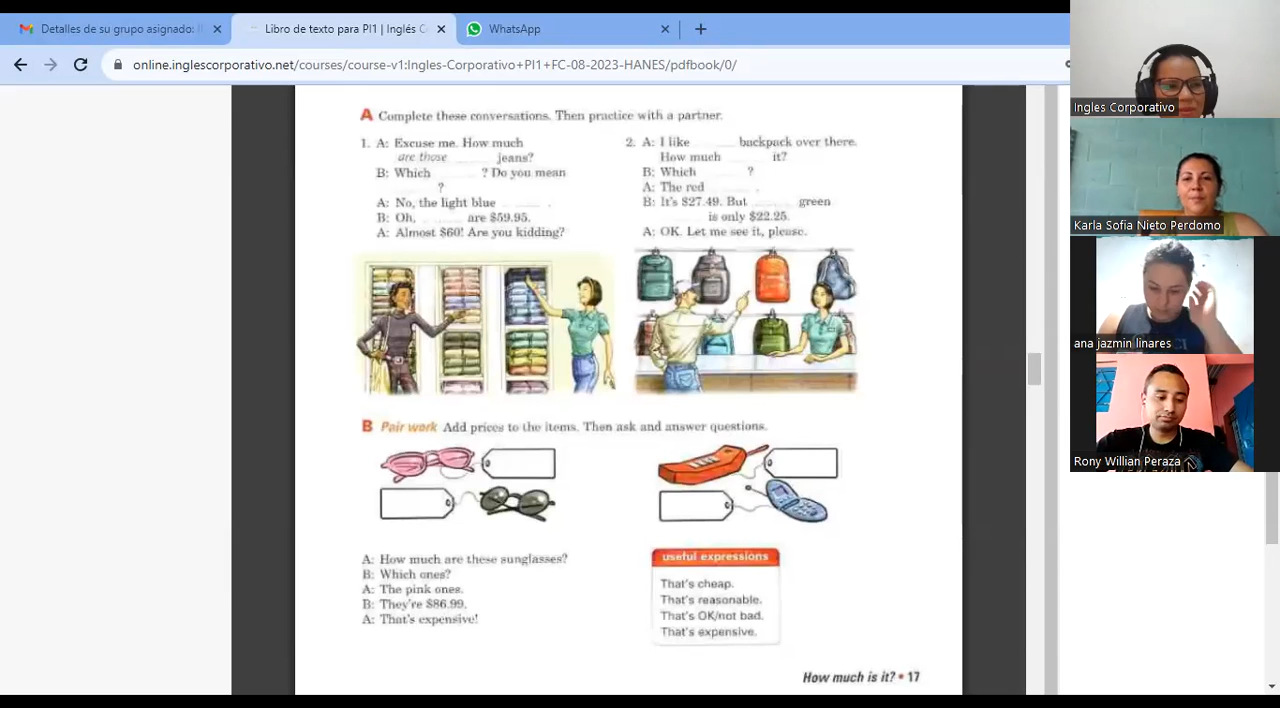 Detalles de su grupo asignado: I
Libro de texto para PI1 | Inglés C
WhatsApp
online.inglescorporativo.net/courses/course-v1:Ingles-Corporativo+PI1+FC-08-2023-HANES/pdfbook/0/
A Complete these conversations. Then practice with a partner.
1. A: Excuse me. How much
are those jeans?
B: Which ? Do you mean
?
A: No, the light blue .
B: Oh, are $59.95.
A: Almost $60! Are you kidding?
2. A: I like backpack over there.
How much it?
B: Which ?
A: The red .
B: It's $27.49. But green
is only $22.25.
A: OK. Let me see it, please.
B Pair work Add prices to the items. Then ask and answer questions.
A: How much are these sunglasses?
B: Which ones?
A: The pink ones.
B: They're $86.99.
A: That's expensive!
useful expressions
That's cheap.
That's reasonable.
That's OK/not bad.
That's expensive.
How much is it? • 17
Ingles Corporativo
Karla Sofia Nieto Perdomo
ana jazmin linares
Rony Willian Peraza